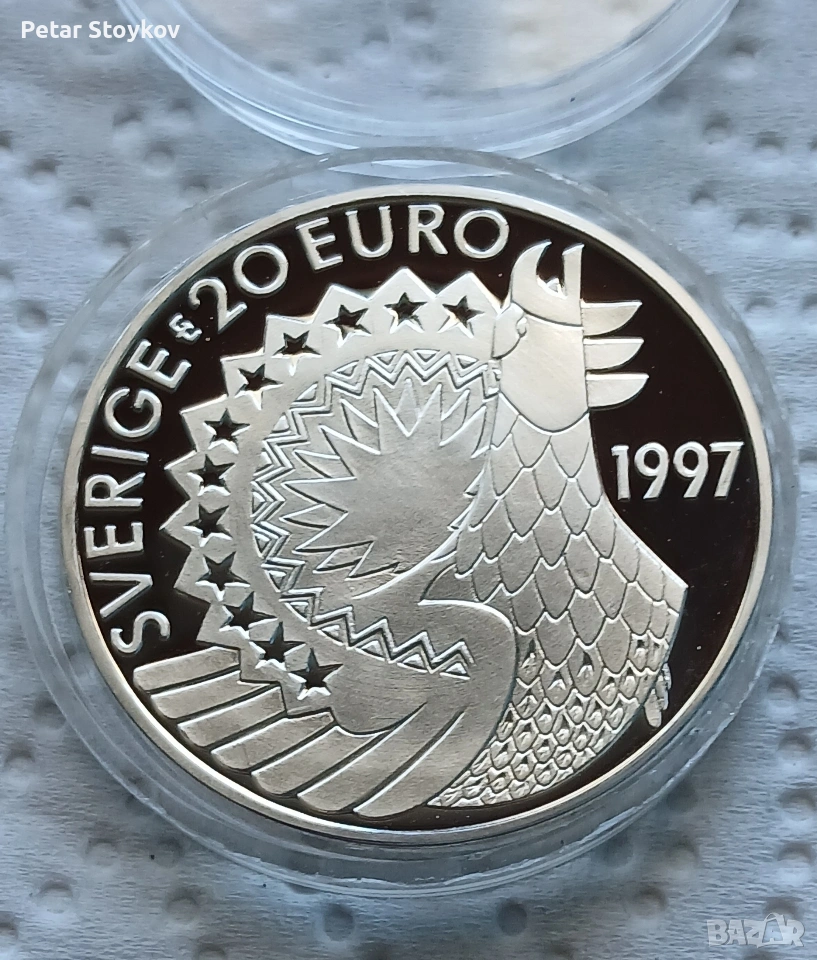 Petar Stoykov
SVERIGE 20 EURO
1997
BAZAR